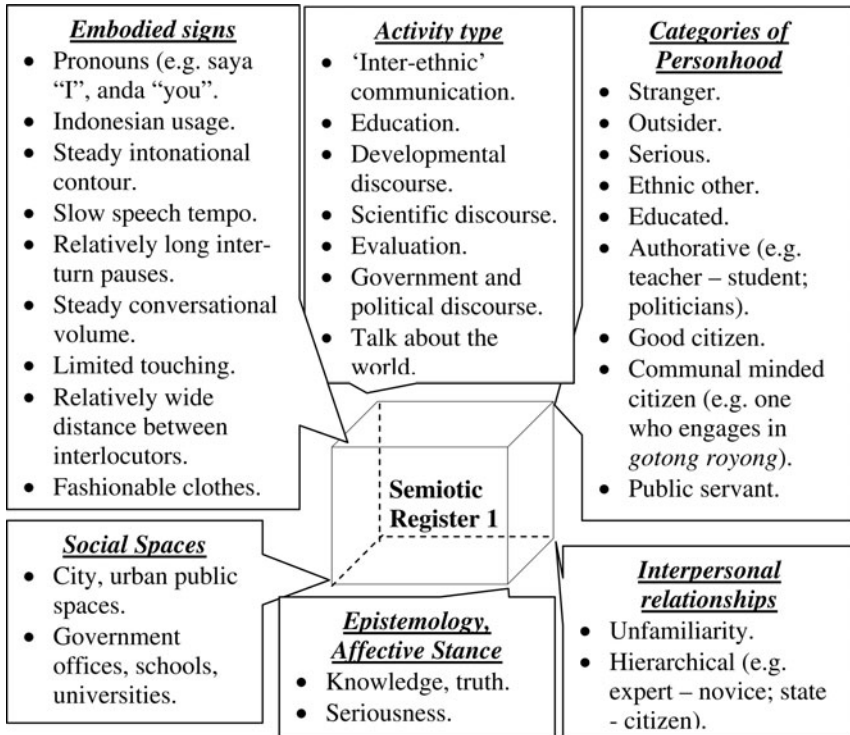 Embodied signs
• Pronouns (e.g. saya
“I”, anda “you”.
• Indonesian usage.
• Steady intonational
contour.
• Slow speech tempo.
• Relatively long inter-
turn pauses.
• Steady conversational
volume.
• Limited touching.
• Relatively wide
distance between
interlocutors.
• Fashionable clothes.
Activity type
• ‘Inter-ethnic’
communication.
• Education.
• Developmental
discourse.
• Scientific discourse.
• Evaluation.
• Government and
political discourse.
• Talk about the
world.
Categories of
Personhood
• Stranger.
• Outsider.
• Serious.
• Ethnic other.
• Educated.
• Authorative (e.g.
teacher – student;
politicians).
• Good citizen.
• Communal minded
citizen (e.g. one
who engages in
gotong royong).
• Public servant.
Semiotic
Register 1
Social Spaces
• City, urban public
spaces.
• Government
offices, schools,
universities.
Epistemology,
Affective Stance
• Knowledge, truth.
• Seriousness.
Interpersonal
relationships
• Unfamiliarity.
• Hierarchical (e.g.
expert – novice; state
- citizen).